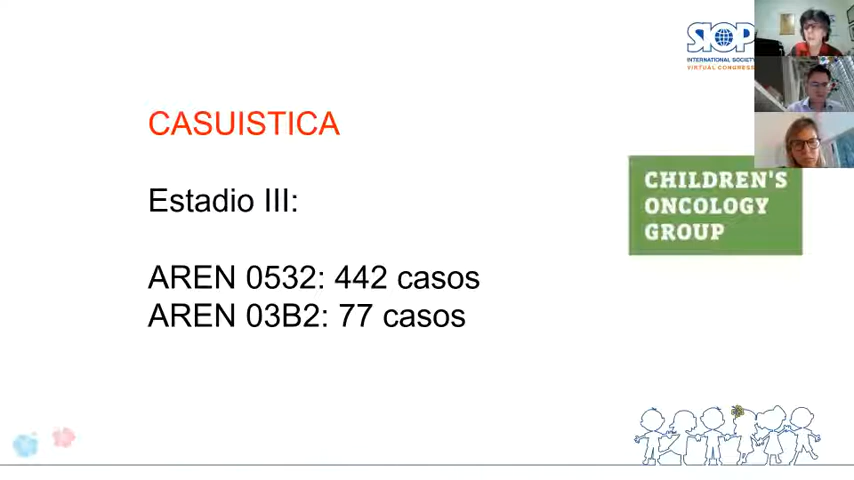 CASUISTICA
Estadio III:
AREN 0532: 442 casos
AREN 03B2: 77 casos
SIOP
INTERNATIONAL SOCIETY
VIRTUAL CONGRESS
CHILDREN'S
ONCOLOGY
GROUP